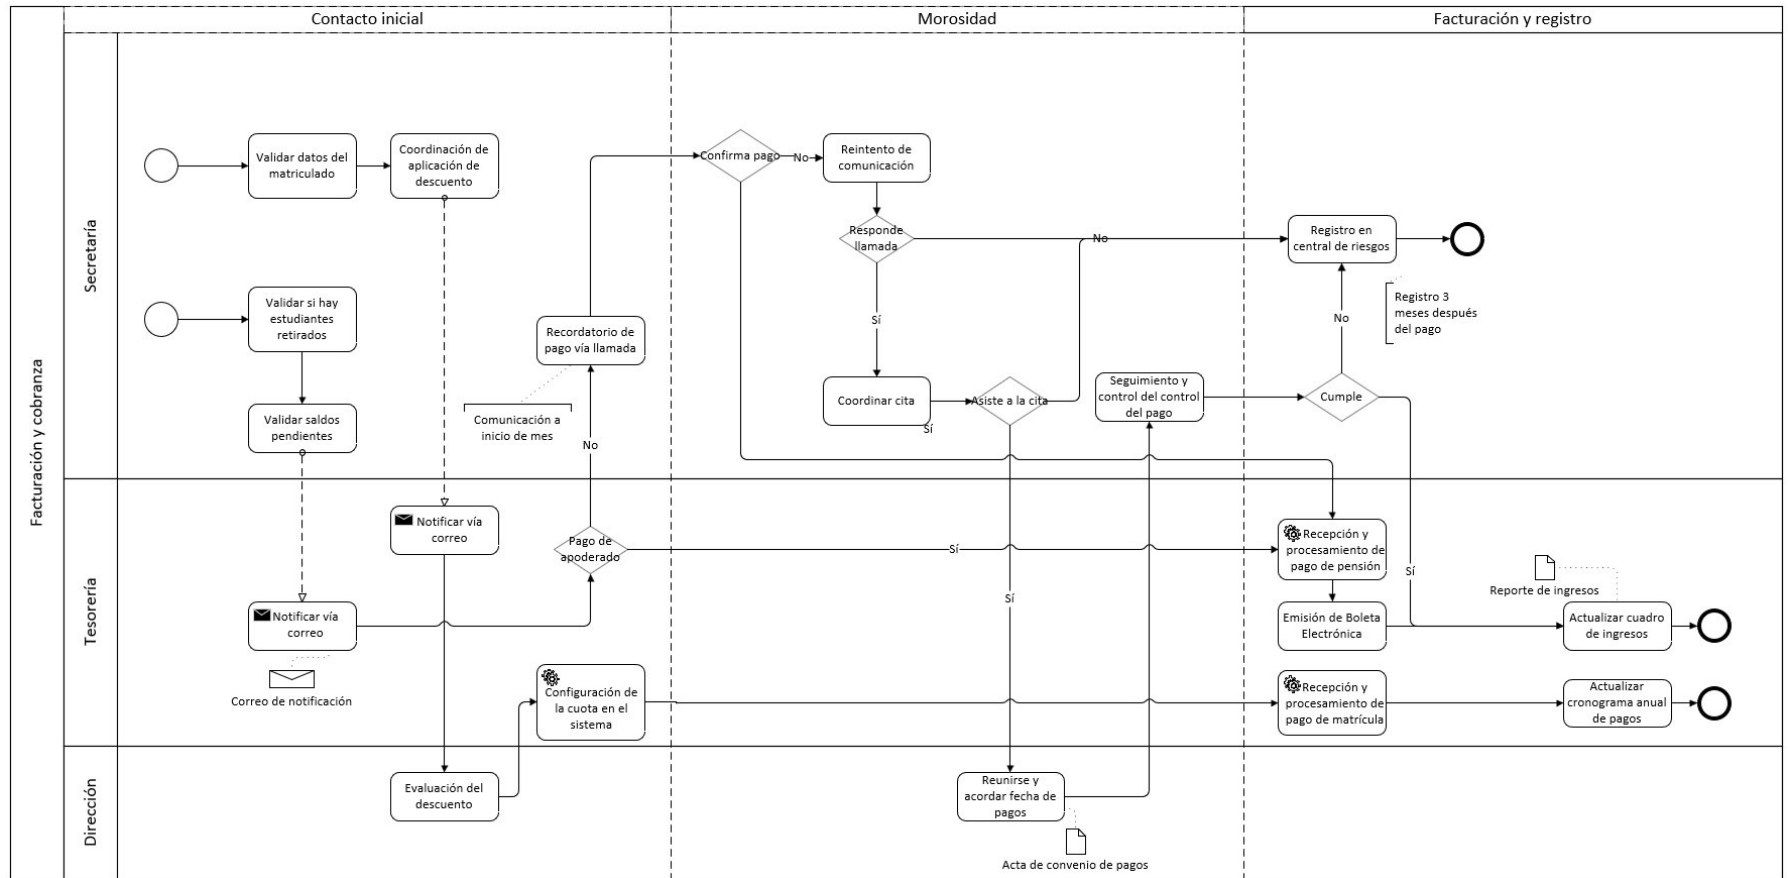 Contacto inicial
Morosidad
Facturación y registro
Facturación y cobranza
Secretaría
Validar datos del
matriculado
Coordinación de
aplicación de
descuento
Confirma pago
No
Reintento de
comunicación
Responde
llamada
No
Registro en
central de riesgos
Registro 3
meses después
del pago
Validar si hay
estudiantes
retirados
Recordatorio de
pago vía llamada
Sí
No
Validar saldos
pendientes
Comunicación a
inicio de mes
No
Coordinar cita
Sí
Asiste a la cita
Seguimiento y
control del control
del pago
Cumple
Tesorería
Notificar vía
correo
Pago de
apoderado
Sí
Recepción y
procesamiento de
pago de pensión
Sí
Reporte de ingresos
Notificar vía
correo
Sí
Emisión de Boleta
Electrónica
Actualizar cuadro
de ingresos
Correo de notificación
Configuración de
la cuota en el
sistema
Recepción y
procesamiento de
pago de matrícula
Actualizar
cronograma anual
de pagos
Dirección
Evaluación del
descuento
Reunirse y
acordar fecha de
pagos
Acta de convenio de pagos